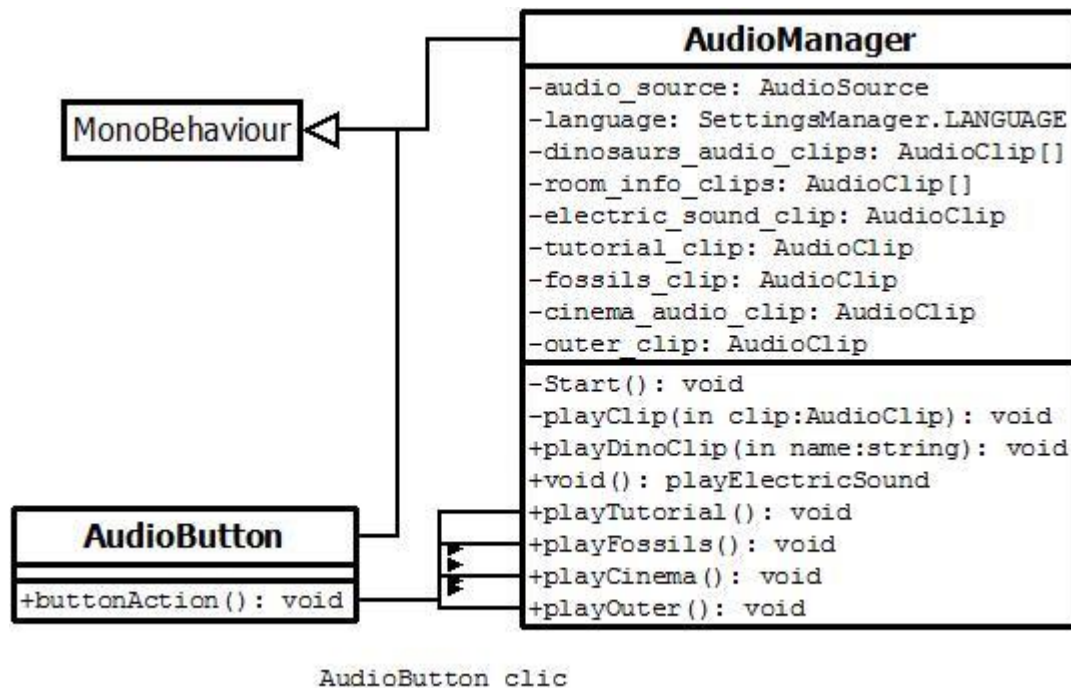 AudioManager
-audio_source: AudioSource
-language: SettingsManager.LANGUAGE
-dinosaurs_audio_clips: AudioClip[]
-room_info_clips: AudioClip[]
-electric_sound_clip: AudioClip
-tutorial_clip: AudioClip
-fossils_clip: AudioClip
-cinema_audio_clip: AudioClip
-outer_clip: AudioClip
-Start(): void
-playClip(in clip:AudioClip): void
+playDinoClip(in name:string): void
+void(): playElectricSound
+playTutorial(): void
+playFossils(): void
+playCinema(): void
+playOuter(): void
MonoBehaviour
AudioButton
+buttonAction(): void
AudioButton clic